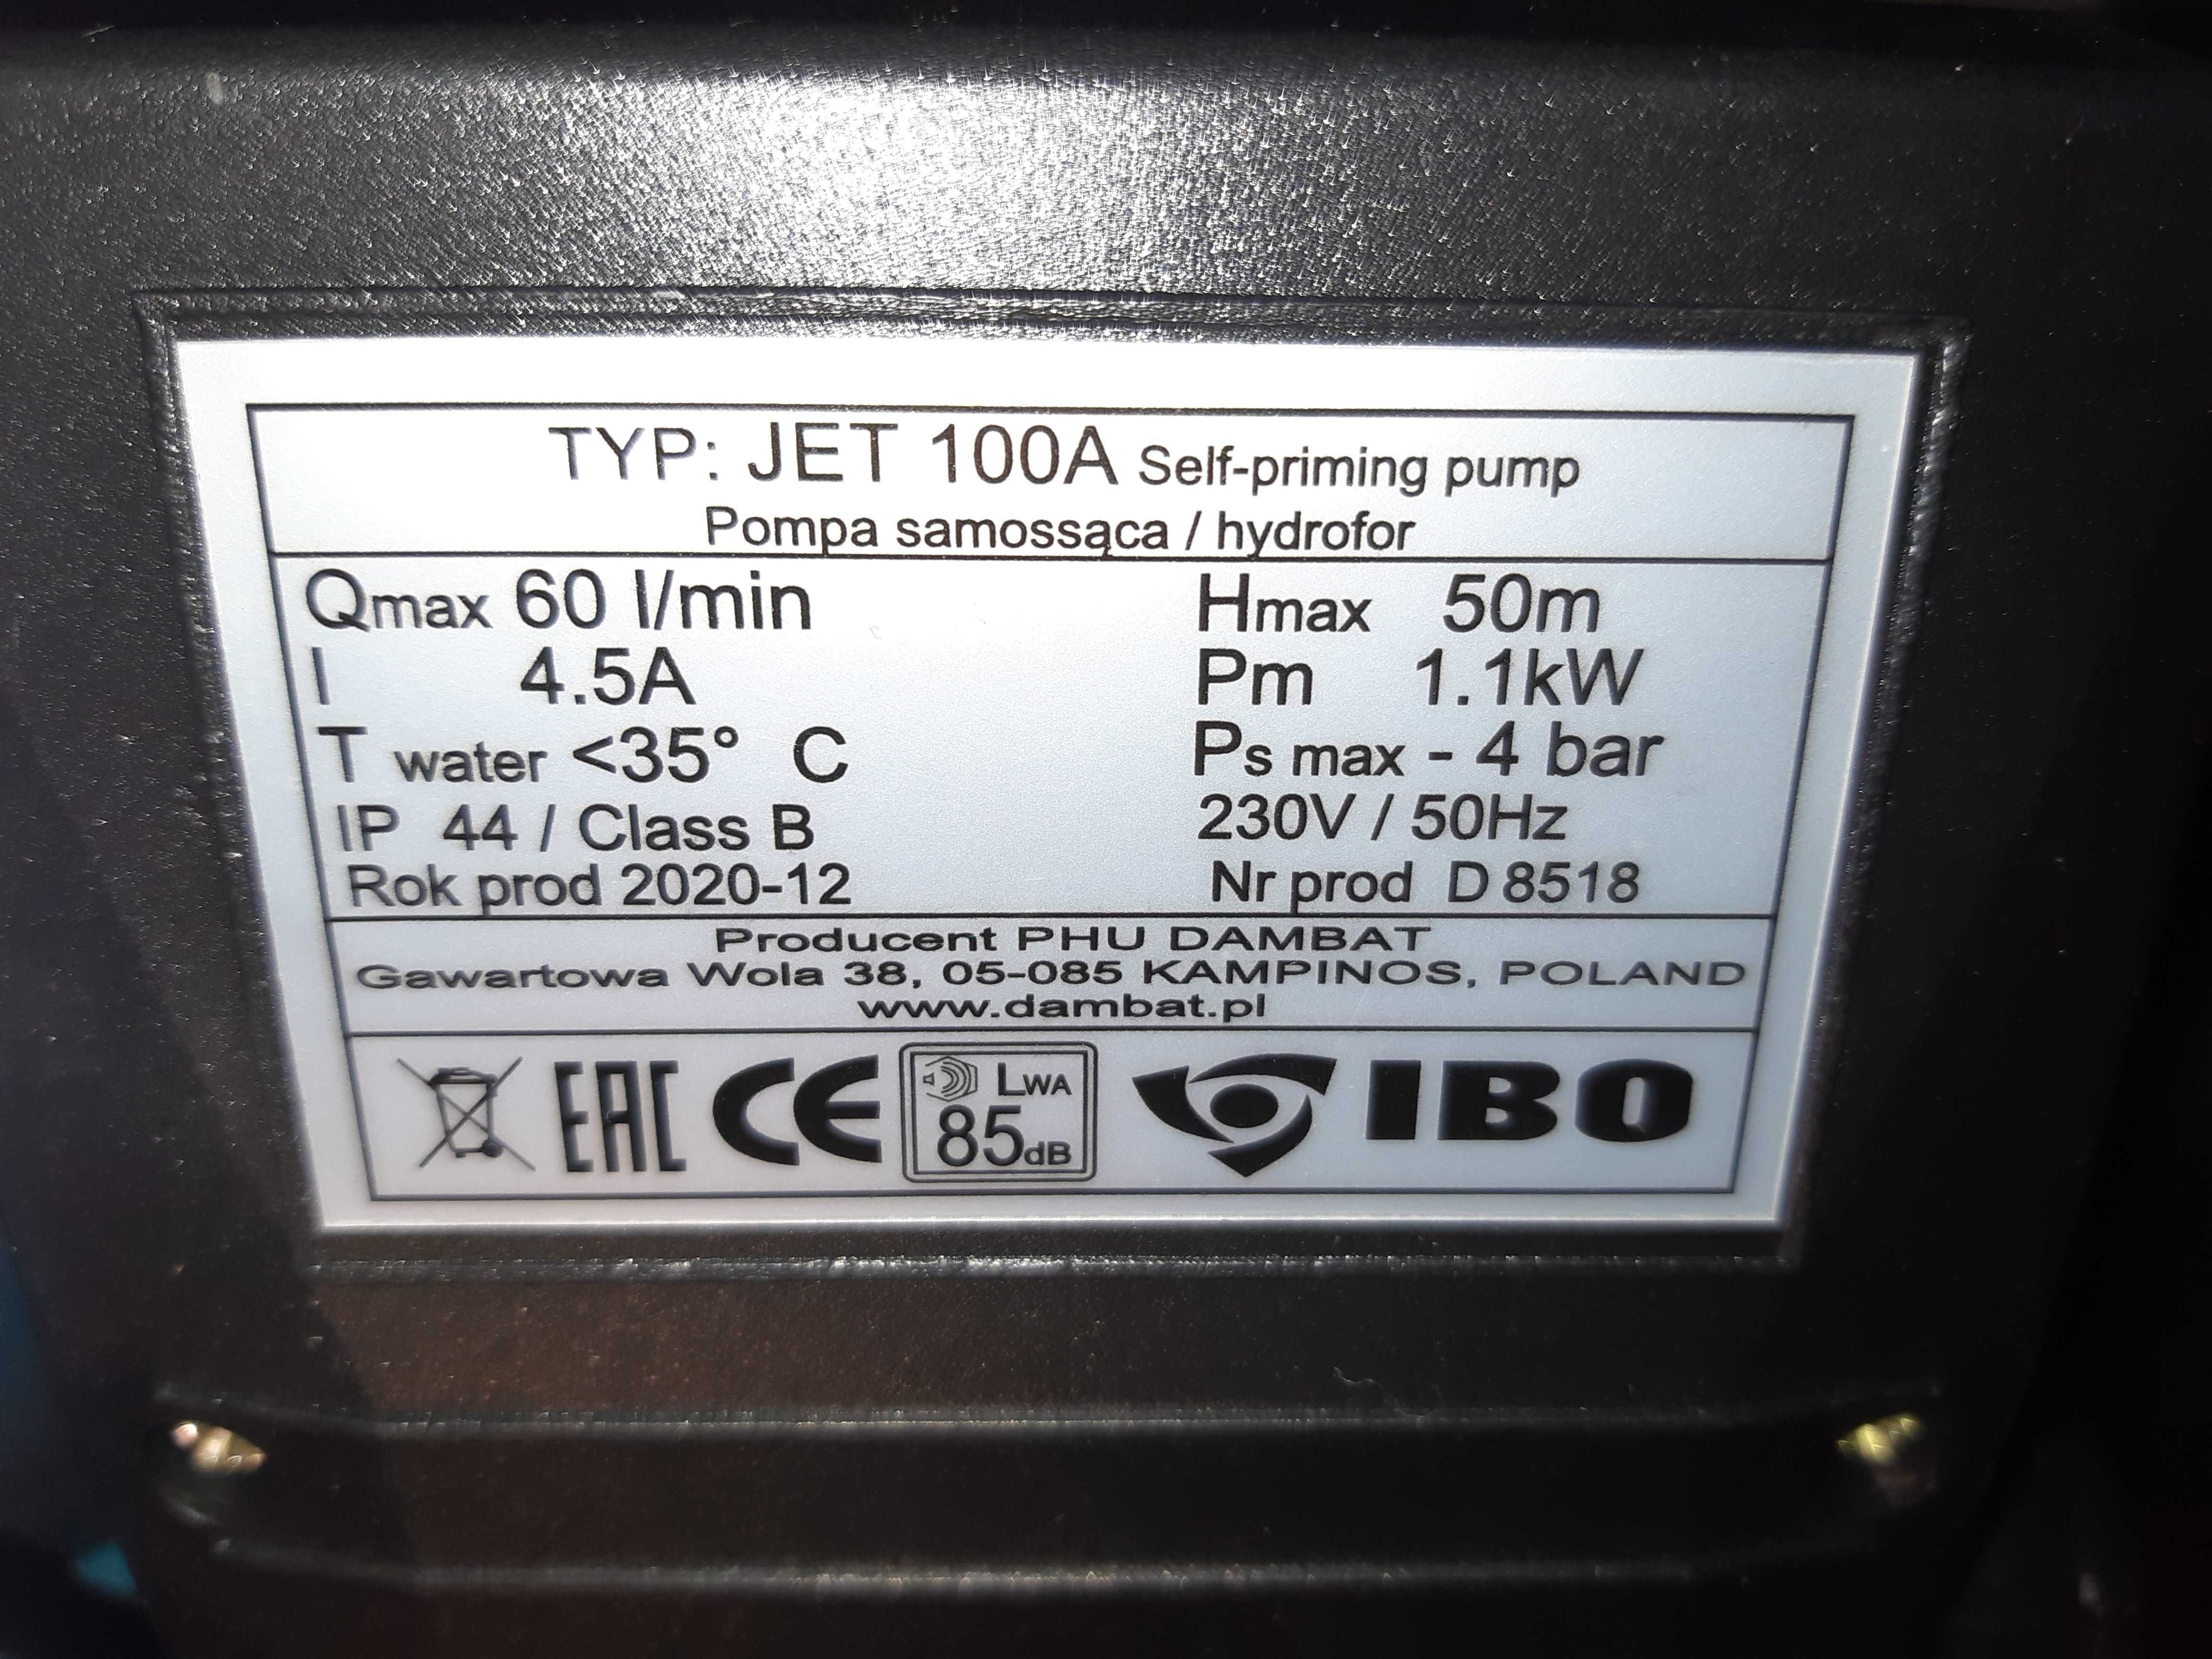 TYP: JET 100A Self-priming pump
Pompa samossąca / hydrofor
Qmax 60 l/min Hmax 50m
I 4.5A Pm 1.1kW
T water <35° C Ps max - 4 bar
IP 44 / Class B 230V / 50Hz
Rok prod 2020-12 Nr prod D 8518
Producent PHU DAMBAT
Gawartowa Wola 38, 05-085 KAMPINOS, POLAND
www.dambat.pl
EAC CE LWA 85dB IBO